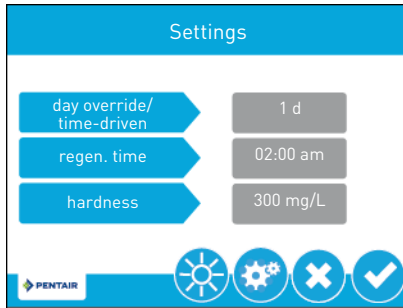 Settings
day override/
time-driven
1 d
regen. time
02:00 am
hardness
300 mg/L
PENTAIR